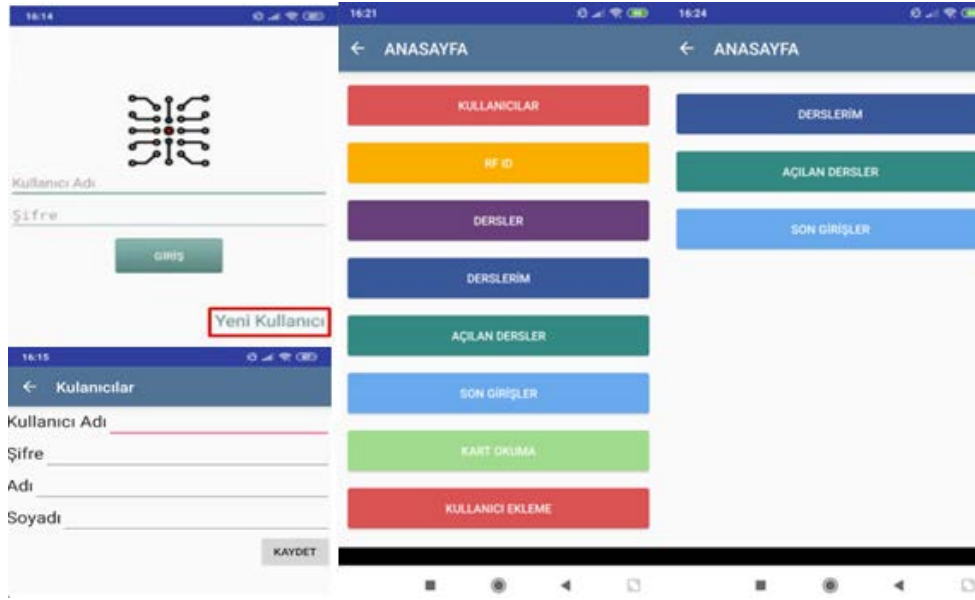 16:14
Kullanıcı Adı
Şifre
GİRİŞ
Yeni Kullanıcı
16:15
Kulanıcılar
Kullanıcı Adı
Şifre
Adı
Soyadı
KAYDET
16:21
ANASAYFA
KULLANICILAR
RF ID
DERSLER
DERSLERİM
AÇILAN DERSLER
SON GİRİŞLER
KART OKUMA
KULLANICI EKLEME
16:24
ANASAYFA
DERSLERİM
AÇILAN DERSLER
SON GİRİŞLER